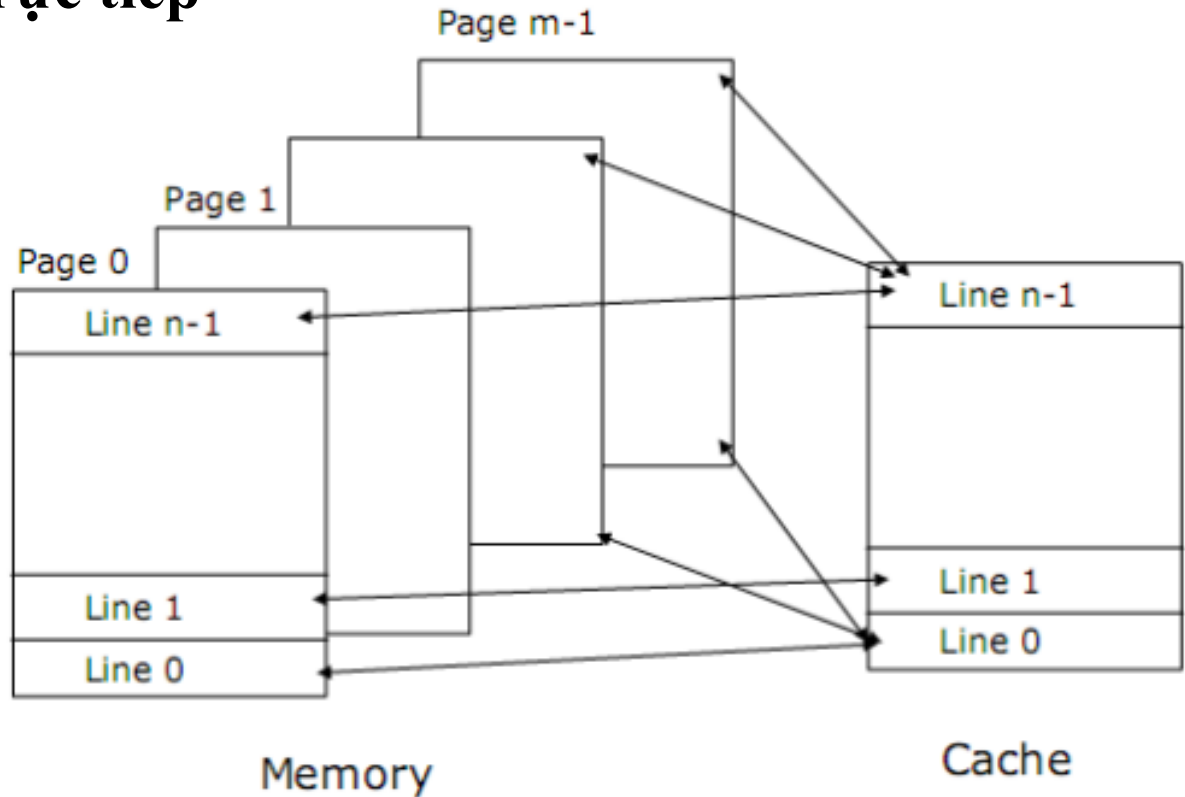 tiếp
Page m-1
Page 1
Page 0
Line n-1
Line 1
Line 0
Line n-1
Line 1
Line 0
Memory
Cache